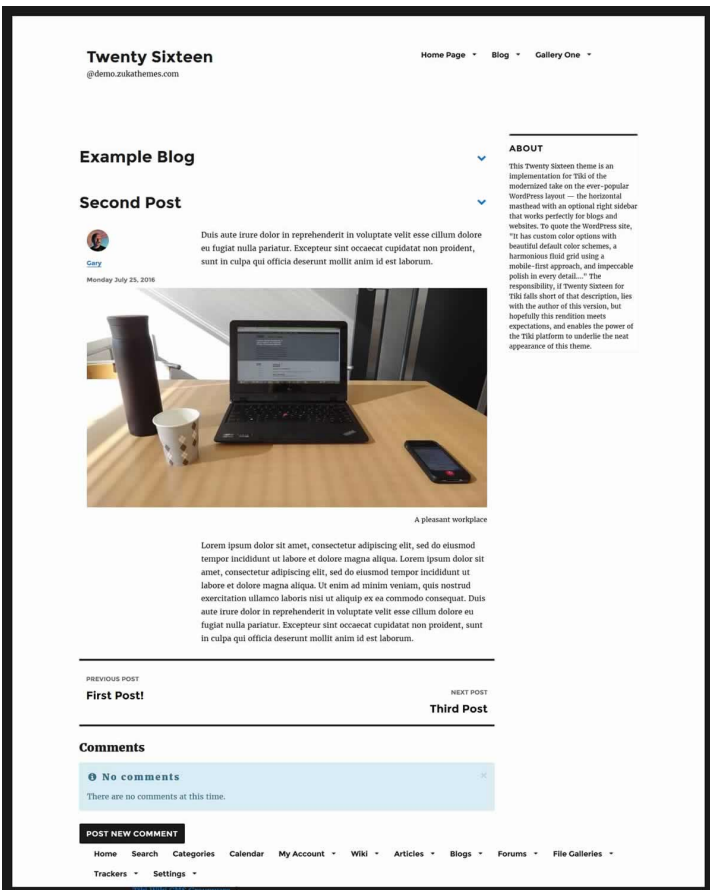 Twenty Sixteen
@demo.zukathemes.com
Home Page Blog Gallery One
Example Blog
Second Post
Gary
Monday July 25, 2016
Duis aute irure dolor in reprehenderit in voluptate velit esse cillum dolore
eu fugiat nulla pariatur. Excepteur sint occaecat cupidatat non proident,
sunt in culpa qui officia deserunt mollit anim id est laborum.
A pleasant workplace
Lorem ipsum dolor sit amet, consectetur adipiscing elit, sed do eiusmod
tempor incididunt ut labore et dolore magna aliqua. Lorem ipsum dolor sit
amet, consectetur adipiscing elit, sed do eiusmod tempor incididunt ut
labore et dolore magna aliqua. Ut enim ad minim veniam, quis nostrud
exercitation ullamco laboris nisi ut aliquip ex ea commodo consequat. Duis
aute irure dolor in reprehenderit in voluptate velit esse cillum dolore eu
fugiat nulla pariatur. Excepteur sint occaecat cupidatat non proident, sunt
in culpa qui officia deserunt mollit anim id est laborum.
PREVIOUS POST
First Post!
NEXT POST
Third Post
Comments
No comments
×
There are no comments at this time.
POST NEW COMMENT
ABOUT
This Twenty Sixteen theme is an
implementation for Tiki of the
modernized take on the ever-popular
WordPress layout — the horizontal
masthead with an optional right sidebar
that works perfectly for blogs and
websites. To quote the WordPress site,
"It has custom color options with
beautiful default color schemes, a
harmonious fluid grid using a
mobile-first approach, and impeccable
polish in every detail...." The
responsibility, if Twenty Sixteen for
Tiki falls short of that description, lies
with the author of this version, but
hopefully this rendition meets
expectations, and enables the power of
the Tiki platform to underlie the neat
appearance of this theme.
Home Search Categories Calendar My Account Wiki Articles Blogs Forums File Galleries
Trackers Settings